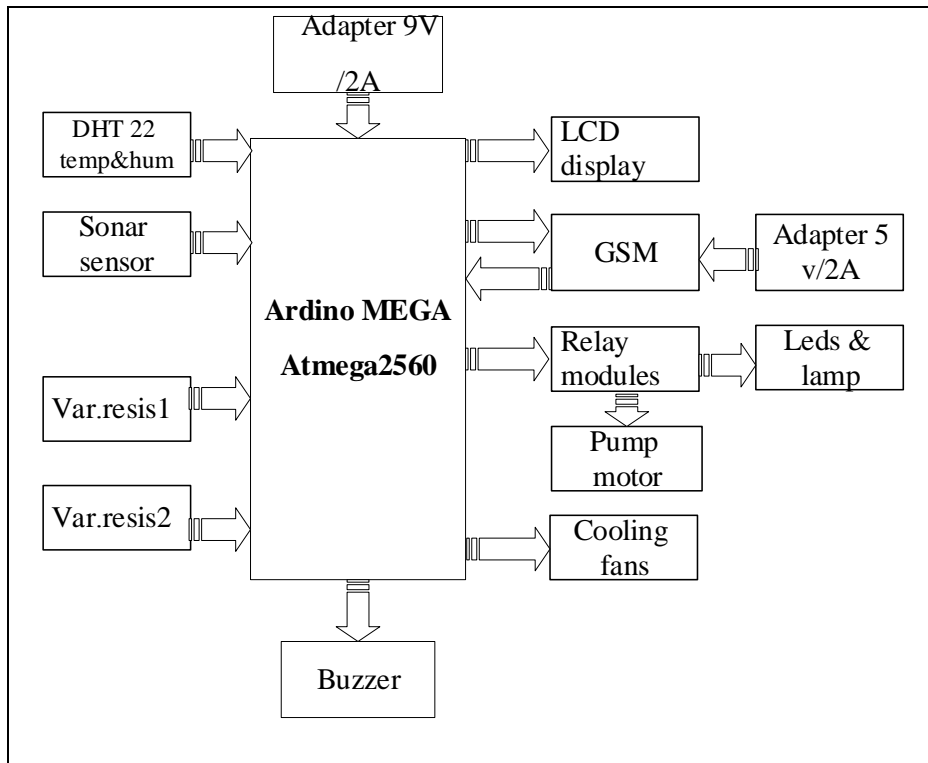 Adapter 9V
/2A
DHT 22
temp&hum
LCD
display
Sonar
sensor
GSM
Adapter 5
v/2A
Ardino MEGA
Atmega2560
Relay
modules
Leds &
lamp
Var.resis1
Pump
motor
Var.resis2
Cooling
fans
Buzzer